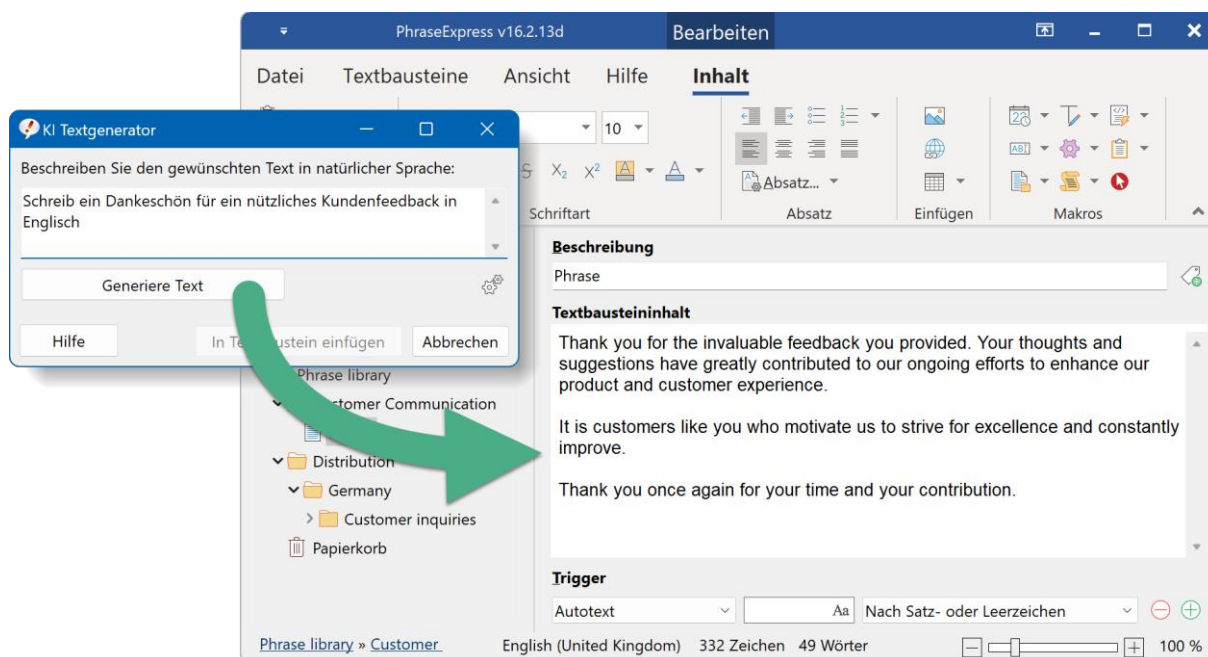 PhraseExpress v16.2.13d
Bearbeiten
Datei Textbausteine Ansicht Hilfe Inhalt
10
X₂ X² A A
Absatz...
Schriftart Absatz Einfügen Makros
KI Textgenerator
Beschreiben Sie den gewünschten Text in natürlicher Sprache:
Schreib ein Dankeschön für ein nützliches Kundenfeedback in
Englisch
Generiere Text
Hilfe
einfügen
Abbrechen
Phrase library
Communication
Distribution
Germany
Customer inquiries
Papierkorb
Beschreibung
Phrase
Textbausteininhalt
Thank you for the invaluable feedback you provided. Your thoughts and
suggestions have greatly contributed to our ongoing efforts to enhance our
product and customer experience.
It is customers like you who motivate us to strive for excellence and constantly
improve.
Thank you once again for your time and your contribution.
Trigger
Autotext Aa Nach Satz- oder Leerzeichen
Phrase library » Customer English (United Kingdom) 332 Zeichen 49 Wörter 100 %